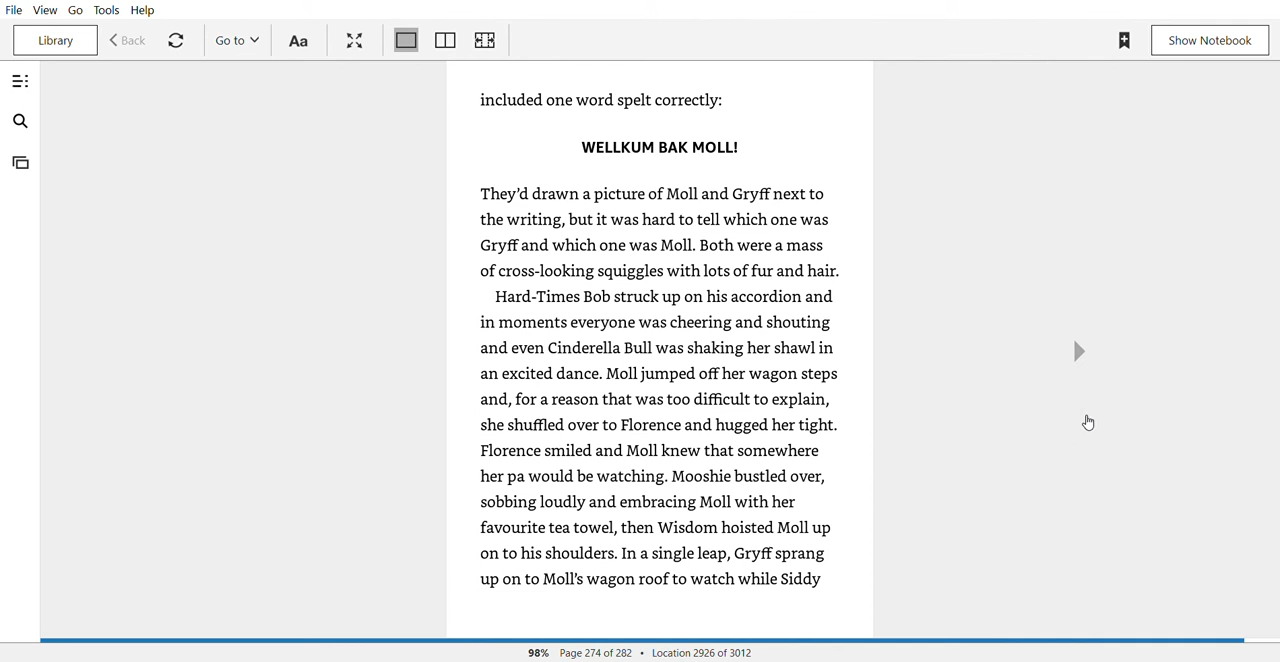 File View Go Tools Help
Library Back Go to Aa Show Notebook
included one word spelt correctly:
WELLKUM BAK MOLL!
They’d drawn a picture of Moll and Gryff next to
the writing, but it was hard to tell which one was
Gryff and which one was Moll. Both were a mass
of cross-looking squiggles with lots of fur and hair.
Hard-Times Bob struck up on his accordion and
in moments everyone was cheering and shouting
and even Cinderella Bull was shaking her shawl in
an excited dance. Moll jumped off her wagon steps
and, for a reason that was too difficult to explain,
she shuffled over to Florence and hugged her tight.
Florence smiled and Moll knew that somewhere
her pa would be watching. Mooshie bustled over,
sobbing loudly and embracing Moll with her
favourite tea towel, then Wisdom hoisted Moll up
on to his shoulders. In a single leap, Gryff sprang
up on to Moll’s wagon roof to watch while Siddy
98% Page 274 of 282 • Location 2926 of 3012